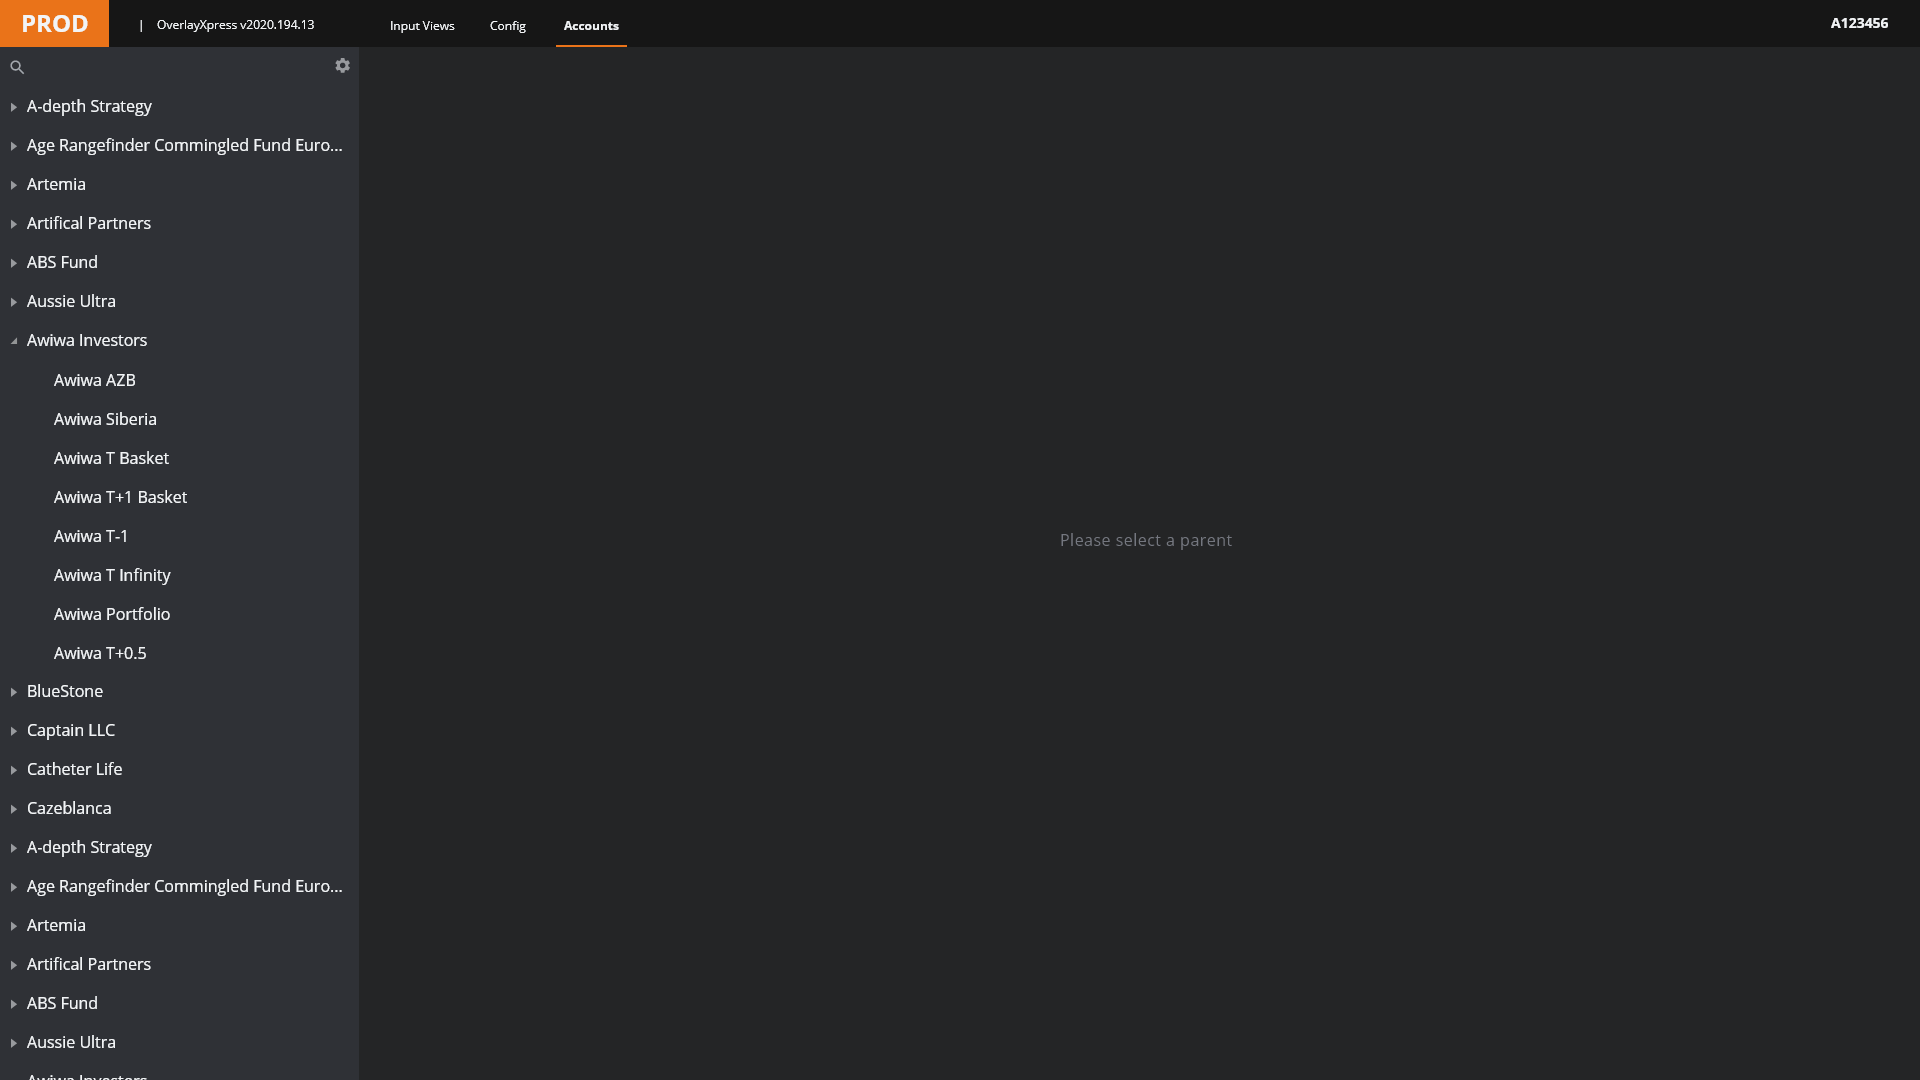 PROD | OverlayXpress v2020.194.13 Input Views Config Accounts A123456
A-depth Strategy
Age Rangefinder Commingled Fund Euro...
Artemia
Artifical Partners
ABS Fund
Aussie Ultra
Awiwa Investors
Awiwa AZB
Awiwa Siberia
Awiwa T Basket
Awiwa T+1 Basket
Awiwa T-1
Awiwa T Infinity
Awiwa Portfolio
Awiwa T+0.5
BlueStone
Captain LLC
Catheter Life
Cazeblanca
A-depth Strategy
Age Rangefinder Commingled Fund Euro...
Artemia
Artifical Partners
ABS Fund
Aussie Ultra
Awiwa Investors
Please select a parent